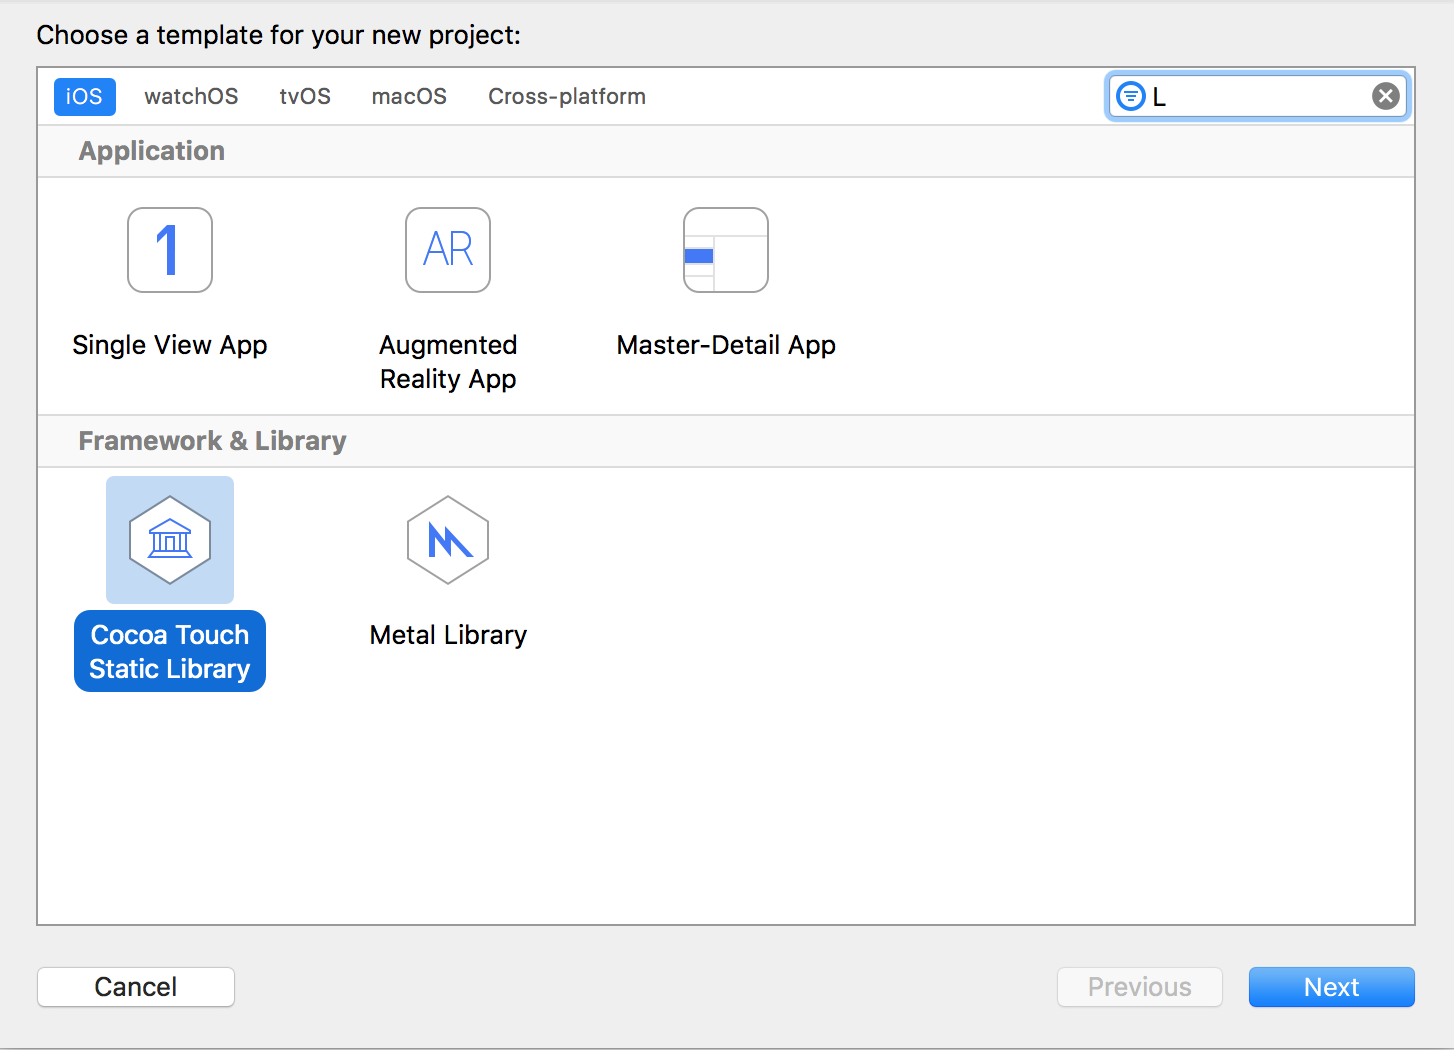 Choose a template for your new project:
iOS watchOS tvOS macOS Cross-platform L
Application
1 AR
Single View App Augmented Reality App Master-Detail App
Framework & Library
Cocoa Touch Static Library Metal Library
Cancel Previous Next